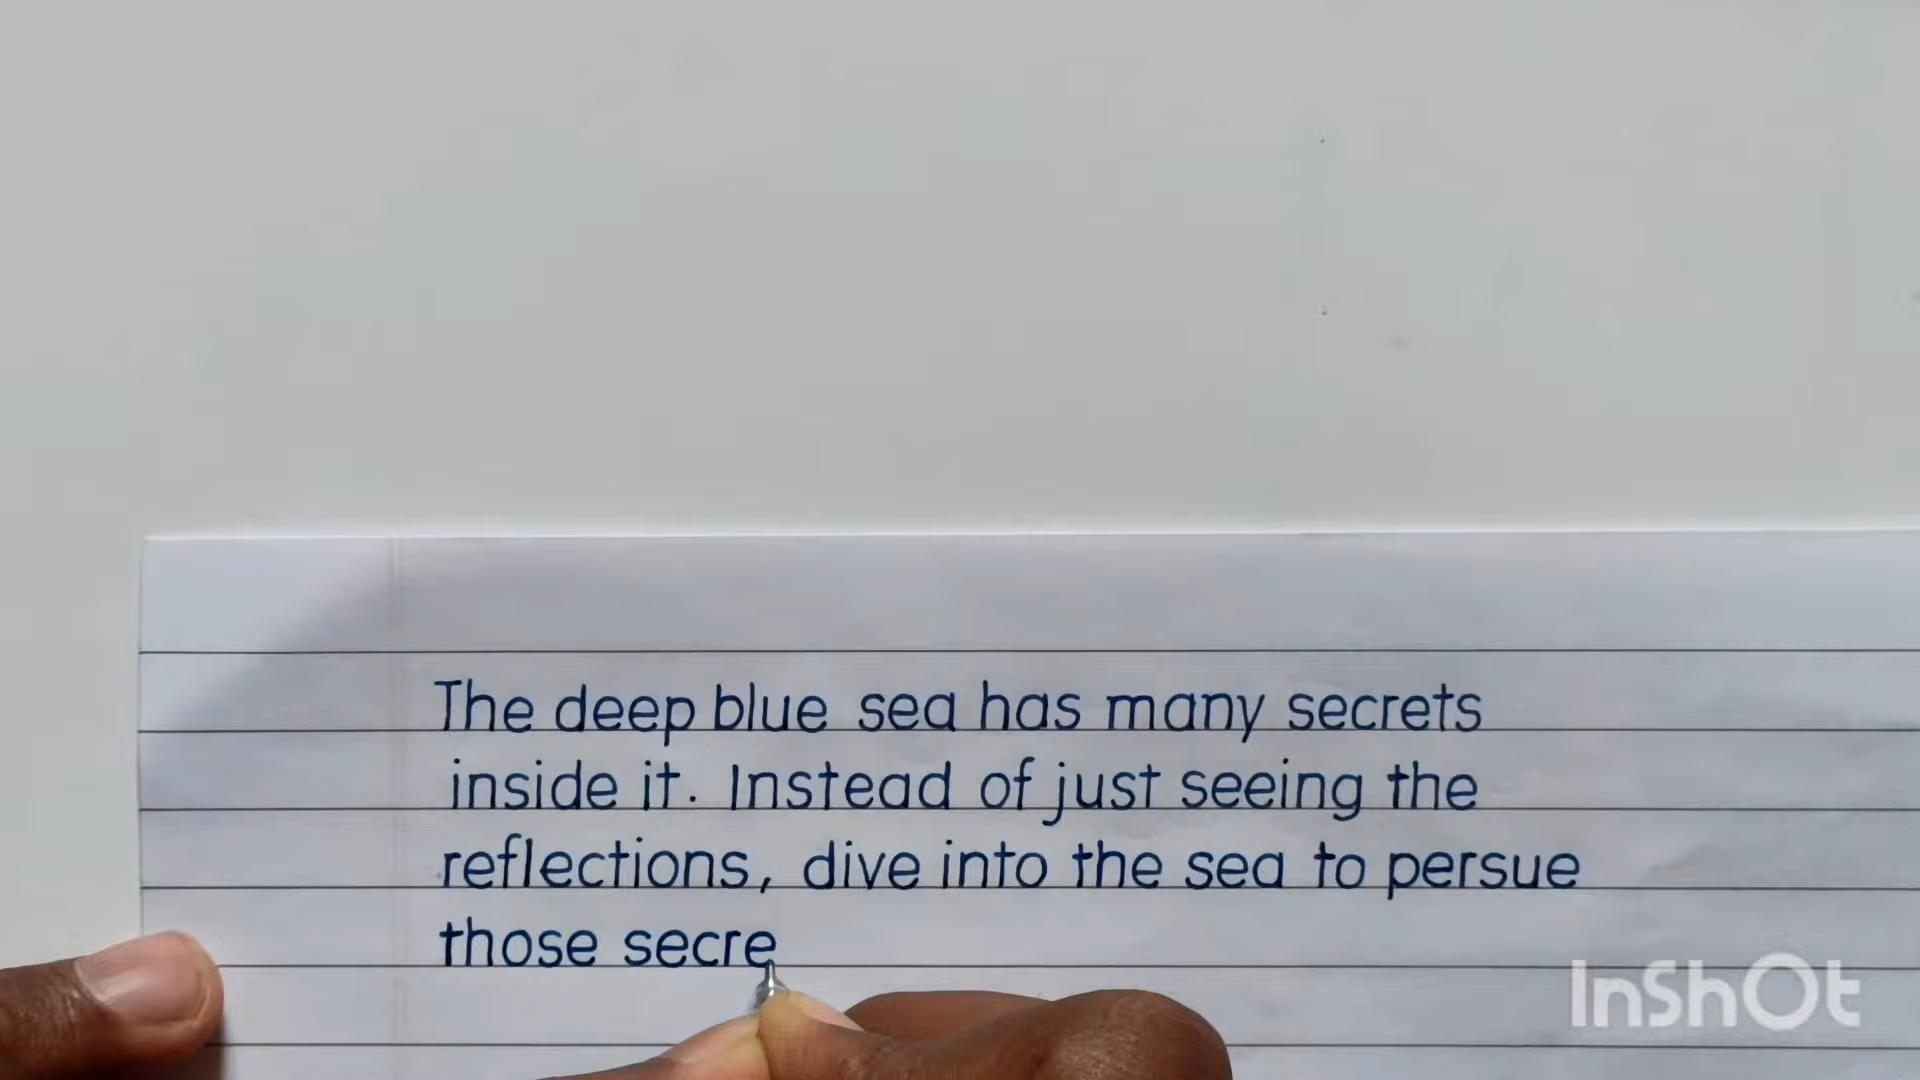 The deep blue sea has many secrets
inside it. Instead of just seeing the
reflections, dive into the sea to persue
those secre
InShOt